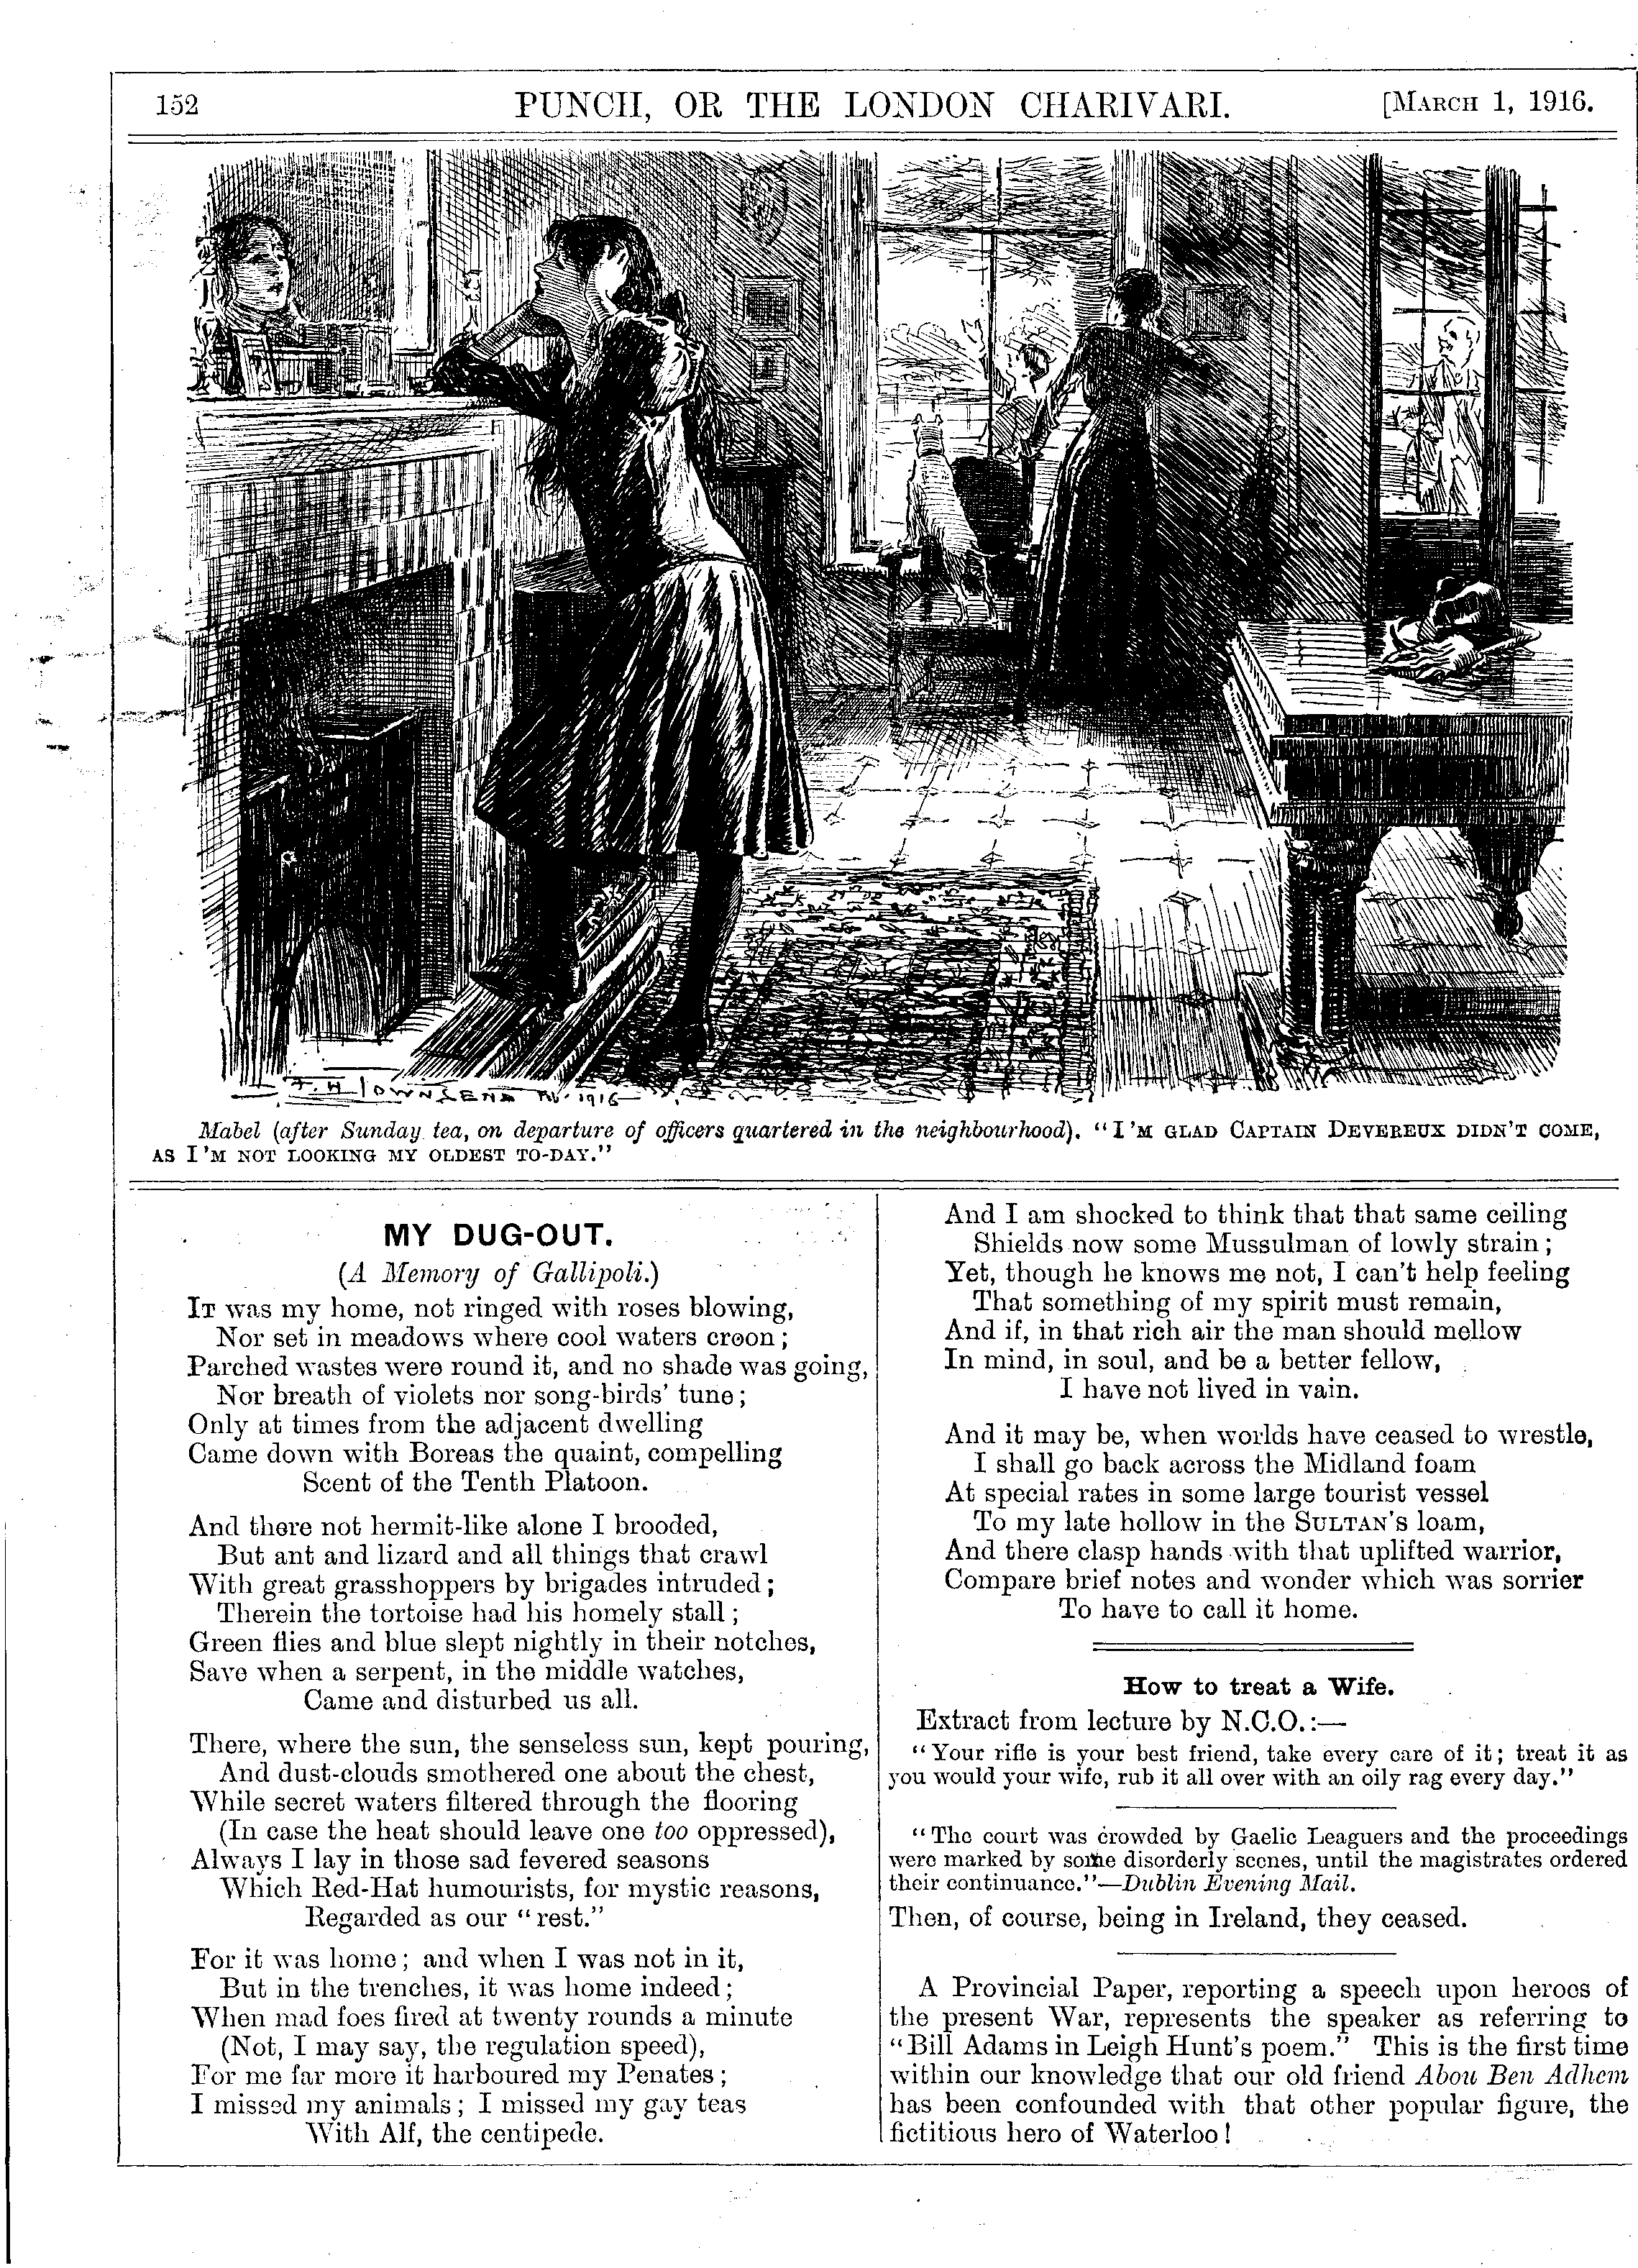 152
PUNCH, OR THE LONDON CHARIVARI.
[MARCH 1, 1916.
F. H. TOWNSEND 1916
Mabel (after Sunday tea, on departure of officers quartered in the neighbourhood). "I'M GLAD CAPTAIN DEVEREUX DIDN'T COME,
AS I'M NOT LOOKING MY OLDEST TO-DAY."
MY DUG-OUT.
(A Memory of Gallipoli.)
IT was my home, not ringed with roses blowing,
Nor set in meadows where cool waters croon;
Parched wastes were round it, and no shade was going,
Nor breath of violets nor song-birds' tune;
Only at times from the adjacent dwelling
Came down with Boreas the quaint, compelling
Scent of the Tenth Platoon.
And there not hermit-like alone I brooded,
But ant and lizard and all things that crawl
With great grasshoppers by brigades intruded;
Therein the tortoise had his homely stall;
Green flies and blue slept nightly in their notches,
Save when a serpent, in the middle watches,
Came and disturbed us all.
There, where the sun, the senseless sun, kept pouring,
And dust-clouds smothered one about the chest,
While secret waters filtered through the flooring
(In case the heat should leave one too oppressed),
Always I lay in those sad fevered seasons
Which Red-Hat humourists, for mystic reasons,
Regarded as our "rest."
For it was home; and when I was not in it,
But in the trenches, it was home indeed;
When mad foes fired at twenty rounds a minute
(Not, I may say, the regulation speed),
For me far more it harboured my Penates;
I missed my animals; I missed my gay teas
With Alf, the centipede.
And I am shocked to think that that same ceiling
Shields now some Mussulman of lowly strain;
Yet, though he knows me not, I can't help feeling
That something of my spirit must remain,
And if, in that rich air the man should mellow
In mind, in soul, and be a better fellow,
I have not lived in vain.
And it may be, when worlds have ceased to wrestle,
I shall go back across the Midland foam
At special rates in some large tourist vessel
To my late hollow in the SULTAN'S loam,
And there clasp hands with that uplifted warrior,
Compare brief notes and wonder which was sorrier
To have to call it home.
How to treat a Wife.
Extract from lecture by N.C.O.:—
"Your rifle is your best friend, take every care of it; treat it as
you would your wife, rub it all over with an oily rag every day."
"The court was crowded by Gaelic Leaguers and the proceedings
were marked by some disorderly scenes, until the magistrates ordered
their continuance."—Dublin Evening Mail.
Then, of course, being in Ireland, they ceased.
A Provincial Paper, reporting a speech upon heroes of
the present War, represents the speaker as referring to
"Bill Adams in Leigh Hunt's poem." This is the first time
within our knowledge that our old friend Abou Ben Adhem
has been confounded with that other popular figure, the
fictitious hero of Waterloo!